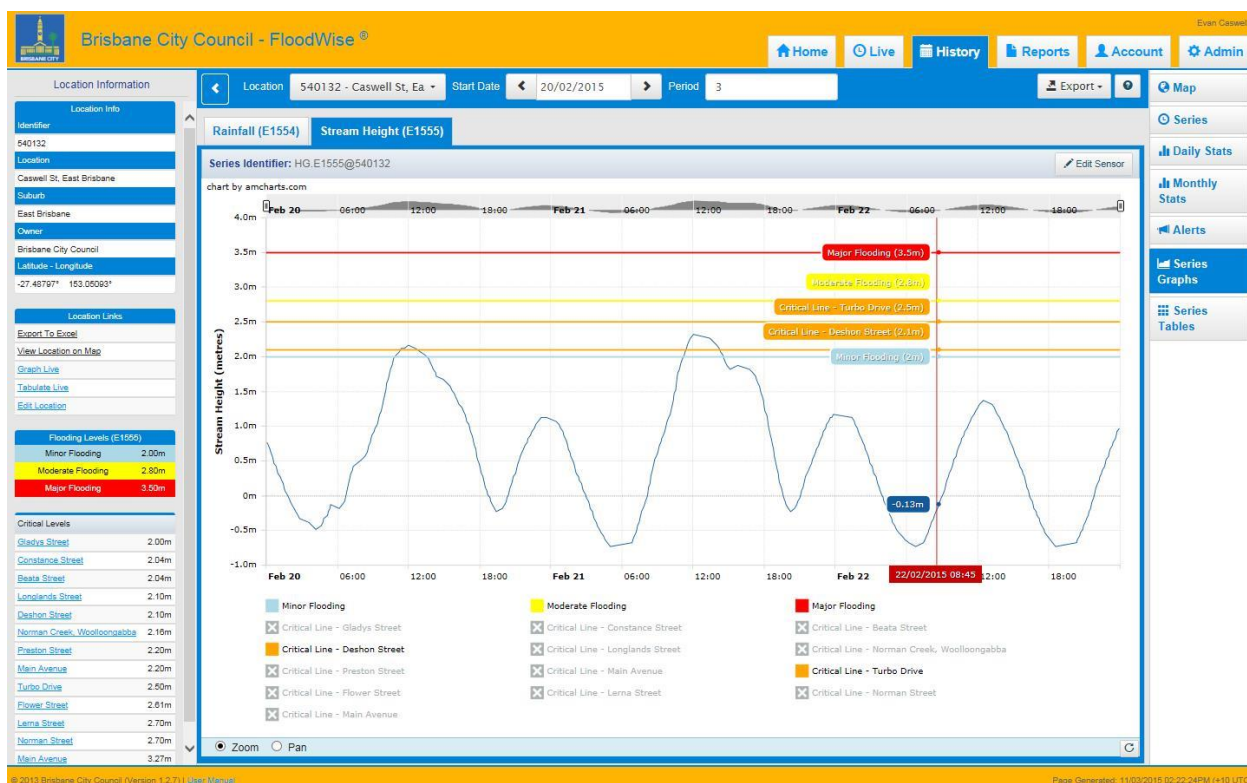 Evan Caswel
BRISBANE CITY
Brisbane City Council - FloodWise ®
Home
Live
History
Reports
Account
Admin
Location Information
Location Info
Identifier
540132
Location
Caswell St, East Brisbane
Suburb
East Brisbane
Owner
Brisbane City Council
Latitude - Longitude
-27.48797° 153.05093°
Location Links
Export To Excel
View Location on Map
Graph Live
Tabulate Live
Edit Location
Flooding Levels (E1555)
Minor Flooding 2.00m
Moderate Flooding 2.80m
Major Flooding 3.50m
Critical Levels
Gladys Street 2.00m
Constance Street 2.04m
Beata Street 2.04m
Longlands Street 2.10m
Deshon Street 2.10m
Norman Creek, Woolloongabba 2.16m
Preston Street 2.20m
Main Avenue 2.20m
Turbo Drive 2.50m
Flower Street 2.61m
Lerna Street 2.70m
Norman Street 2.70m
Main Avenue 3.27m
Location 540132 - Caswell St, Ea Start Date 20/02/2015 Period 3
Export
Rainfall (E1554)
Stream Height (E1555)
Series Identifier: HG.E1555@540132
Edit Sensor
chart by amcharts.com
Feb 20 06:00 12:00 18:00 Feb 21 06:00 12:00 18:00 Feb 22 06:00 12:00 18:00
Stream Height (metres)
4.0m
3.5m
3.0m
2.5m
2.0m
1.5m
1.0m
0.5m
0m
-0.5m
-1.0m
Major Flooding (3.5m)
Moderate Flooding (2.8m)
Critical Line - Turbo Drive (2.5m)
Critical Line - Deshon Street (2.1m)
Minor Flooding (2m)
-0.13m
Feb 20 06:00 12:00 18:00 Feb 21 06:00 12:00 18:00 Feb 22 22/02/2015 08:45 12:00 18:00
Minor Flooding Moderate Flooding Major Flooding
Critical Line - Gladys Street Critical Line - Constance Street Critical Line - Beata Street
Critical Line - Deshon Street Critical Line - Longlands Street Critical Line - Norman Creek, Woolloongabba
Critical Line - Preston Street Critical Line - Main Avenue Critical Line - Turbo Drive
Critical Line - Flower Street Critical Line - Lerna Street Critical Line - Norman Street
Critical Line - Main Avenue
Zoom Pan
Map
Series
Daily Stats
Monthly
Stats
Alerts
Series
Graphs
Series
Tables
© 2013 Brisbane City Council (Version 1.2.7) | User Manual
Page Generated: 11/03/2015 02:22:24PM (+10 UTC